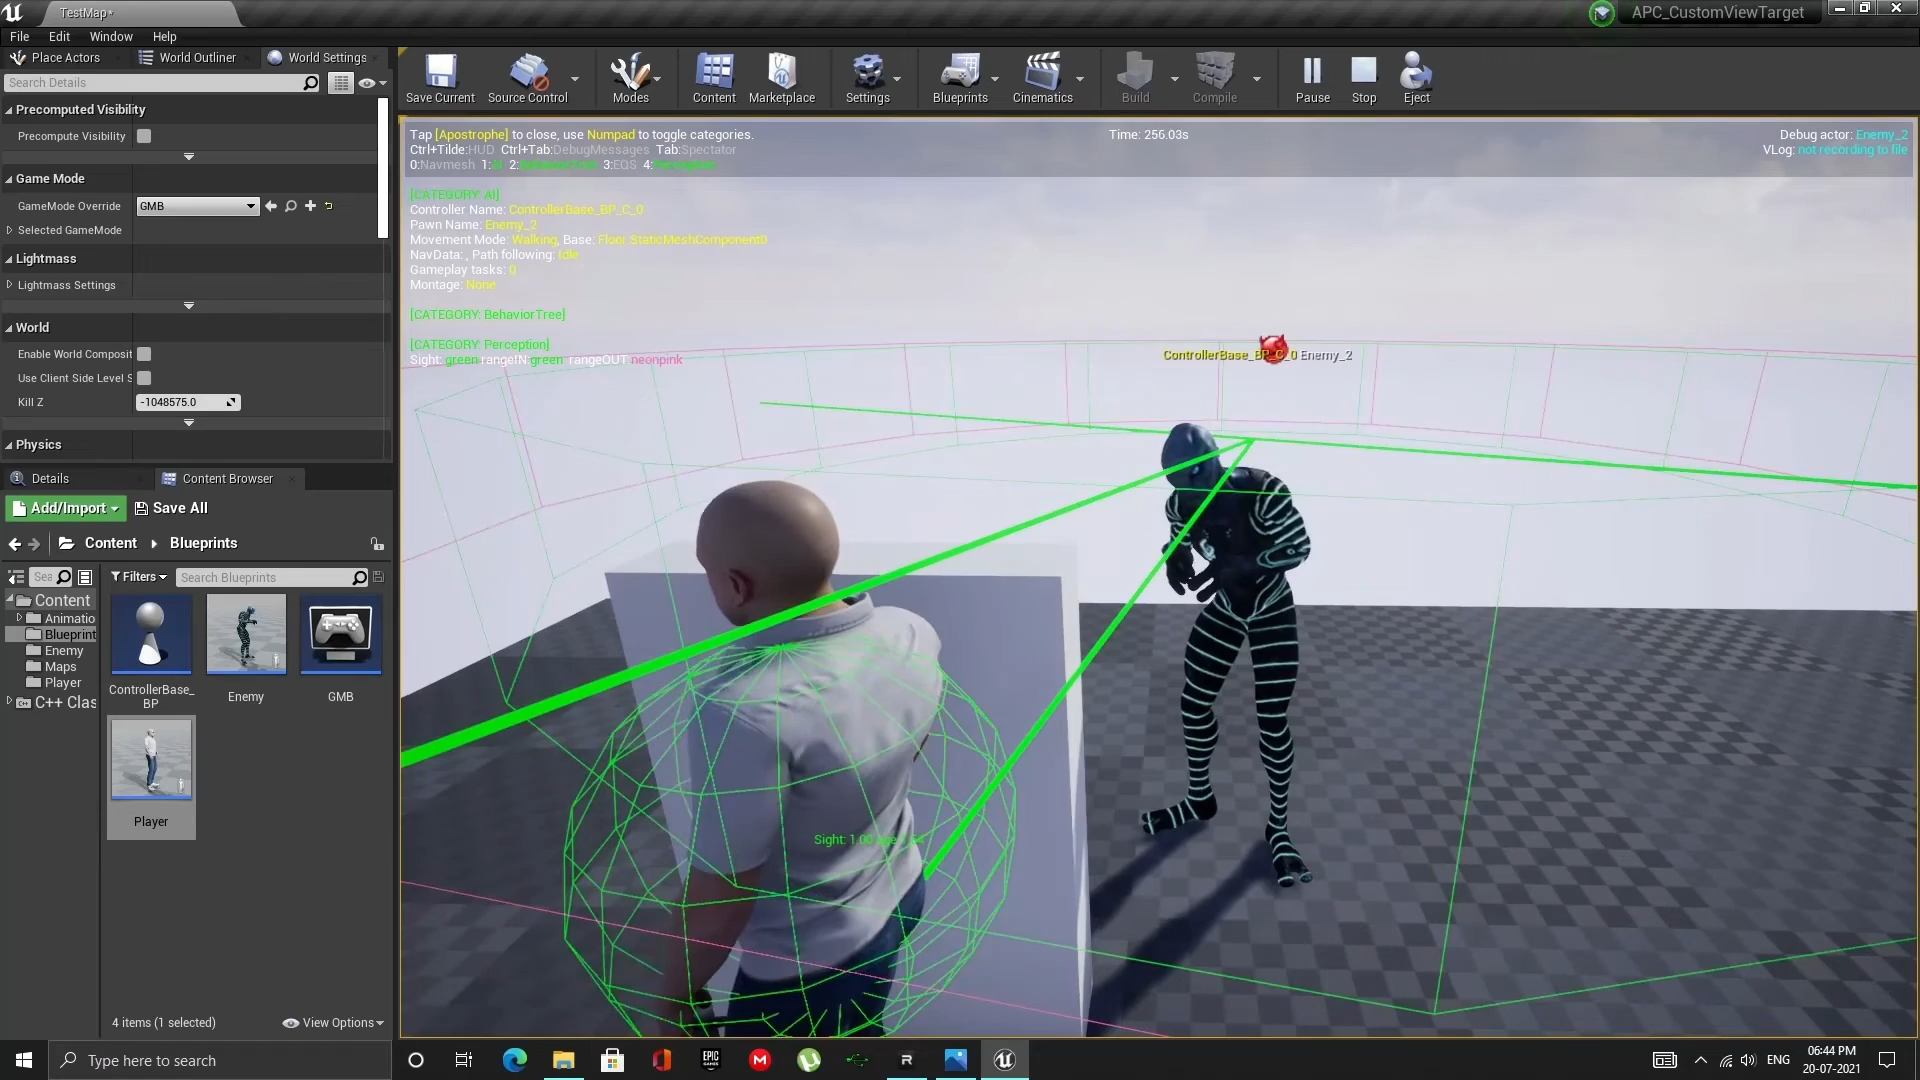 TestMap*
APC_CustomViewTarget
File Edit Window Help
Place Actors
World Outliner
World Settings
Search Details
Precomputed Visibility
Precompute Visibility
Game Mode
GameMode Override
GMB
Selected GameMode
Lightmass
Lightmass Settings
World
Enable World Composit
Use Client Side Level S
Kill Z
-1048575.0
Physics
Save Current
Source Control
Modes
Content
Marketplace
Settings
Blueprints
Cinematics
Build
Compile
Pause
Stop
Eject
Tap [Apostrophe] to close, use Numpad to toggle categories.
Ctrl+Tilde:HUD Ctrl+Tab:DebugMessages Tab:Spectator
0:Navmesh 1:AI 2:BehaviorTree 3:EQS 4:Perception
Time: 256.03s
Debug actor: Enemy_2
VLog: not recording to file
[CATEGORY: AI]
Controller Name: ControllerBase_BP_C_0
Pawn Name: Enemy_2
Movement Mode: Walking, Base: Floor.StaticMeshComponent0
NavData: , Path following: Idle
Gameplay tasks: 0
Montage: None
[CATEGORY: BehaviorTree]
[CATEGORY: Perception]
Sight: green rangeIN:green rangeOUT:neonpink
ControllerBase_BP_C_0 Enemy_2
Sight: 1.00
Details
Content Browser
Add/Import
Save All
Content
Blueprints
Sea
Filters
Search Blueprints
Content
Animatio
Blueprint
Enemy
Maps
Player
C++ Clas
ControllerBase_
BP
Enemy
GMB
Player
4 items (1 selected)
View Options
Type here to search
EPIC
GAMES
ENG
06:44 PM
20-07-2021